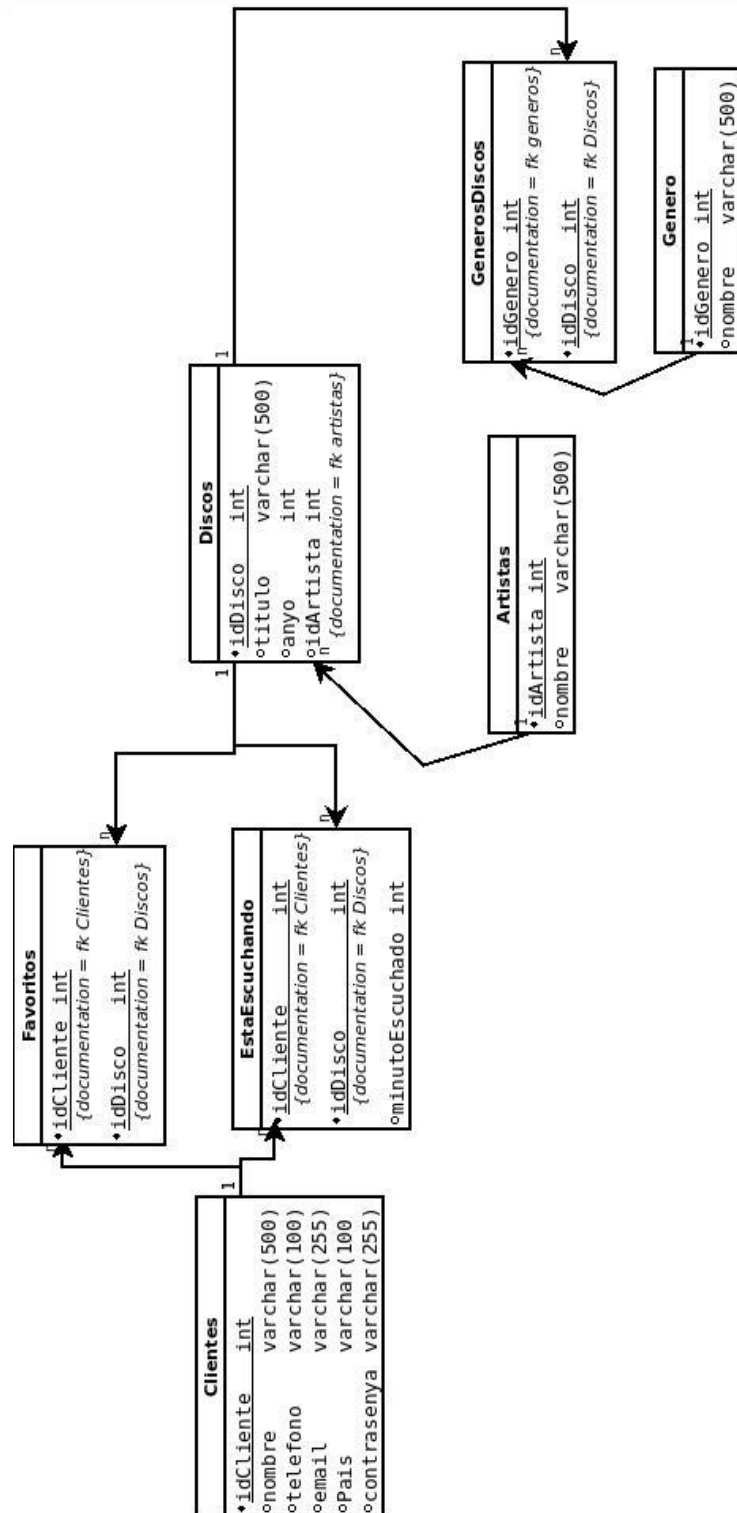 Clientes
idCliente int
nombre varchar(500)
telefono varchar(100)
email varchar(255)
Pais varchar(100
contrasenya varchar(255)
1
Favoritos
idCliente int
{documentation = fk Clientes}
idDisco int
{documentation = fk Discos}
n
n
EstaEscuchando
idCliente int
{documentation = fk Clientes}
idDisco int
{documentation = fk Discos}
minutoEscuchado int
n
n
Discos
idDisco int
titulo varchar(500)
anyo int
idArtista int
{documentation = fk artistas}
1
1
n
Artistas
idArtista int
nombre varchar(500)
1
GenerosDiscos
idGenero int
{documentation = fk generos}
idDisco int
{documentation = fk Discos}
n
n
Genero
idGenero int
nombre varchar(500)
1